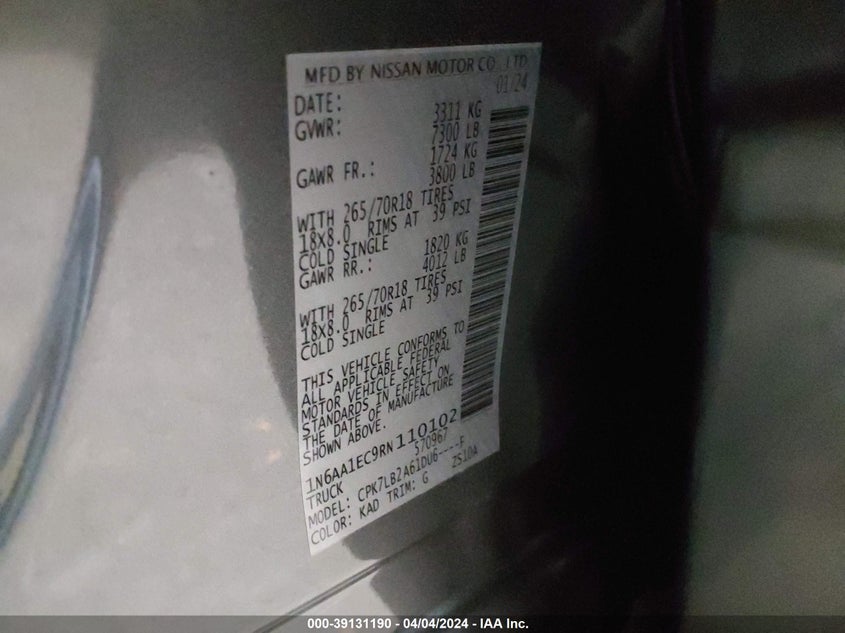 MFD BY NISSAN MOTOR CO., LTD
DATE: 01/24
GVWR: 3311 KG
7300 LB
GAWR FR.: 1724 KG
3800 LB
WITH 265/70R18 TIRES
18X8.0 RIMS AT 39 PSI
COLD SINGLE
GAWR RR.: 1820 KG
4012 LB
WITH 265/70R18 TIRES
18X8.0 RIMS AT 39 PSI
COLD SINGLE
THIS VEHICLE CONFORMS TO
ALL APPLICABLE FEDERAL
MOTOR VEHICLE SAFETY
STANDARDS IN EFFECT ON
THE DATE OF MANUFACTURE
SHOWN ABOVE.
1N6AA1EC9RN110102
TRUCK 570967
MODEL: CPK7LB2A61DU6----F
COLOR: KAD TRIM: G ZS10A
000-39131190 - 04/04/2024 - IAA Inc.